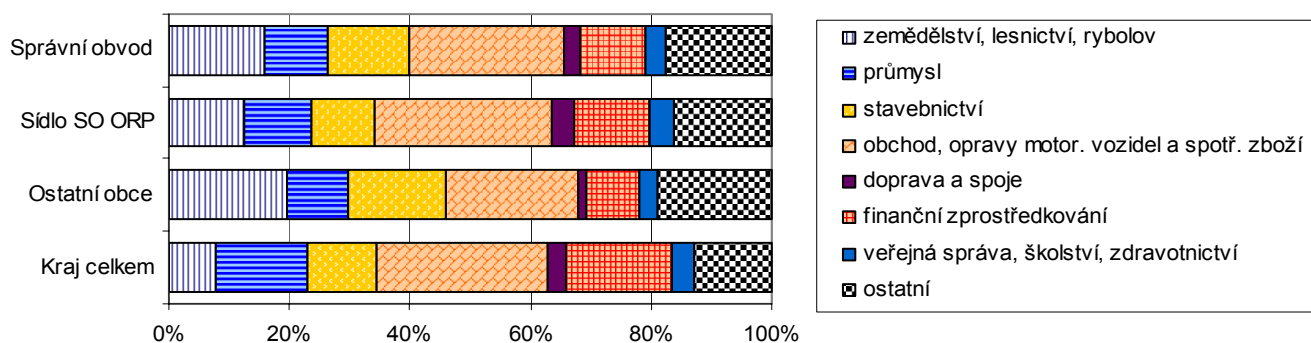 Správní obvod
Sídlo SO ORP
Ostatní obce
Kraj celkem
0% 20% 40% 60% 80% 100%
zemědělství, lesnictví, rybolov
průmysl
stavebnictví
obchod, opravy motor. vozidel a spotř. zboží
doprava a spoje
finanční zprostředkování
veřejná správa, školství, zdravotnictví
ostatní